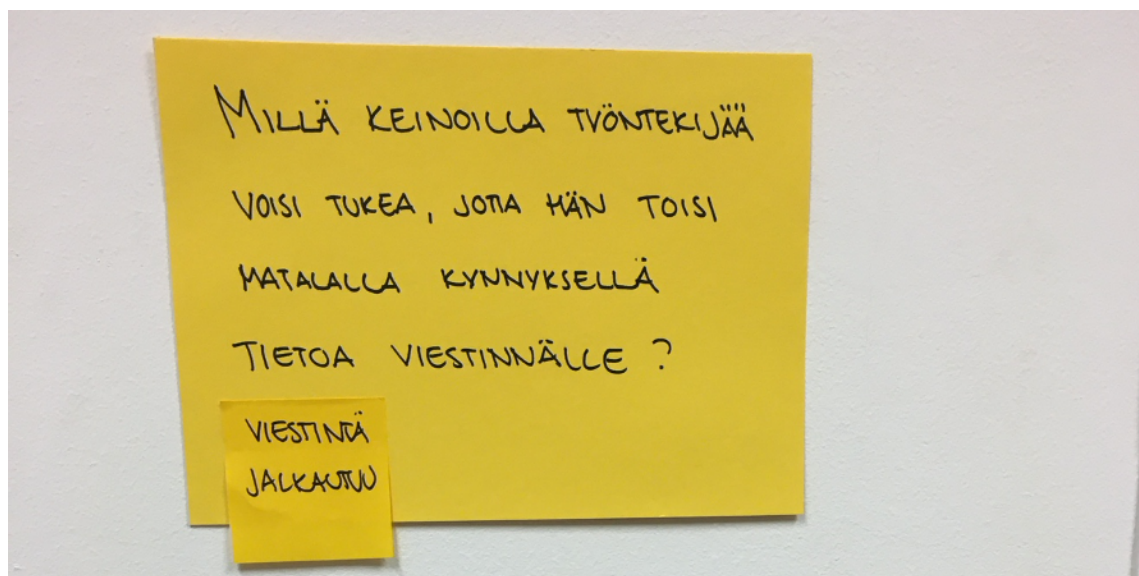 MILLÄ KEINOILLA TYÖNTEKIJÄÄ
VOISI TUKEA, JOTTA HÄN TOISI
MATALALLA KYNNYKSELLÄ
TIETOA VIESTINNÄLLE ?
VIESTINTÄ
JALKAUTUU